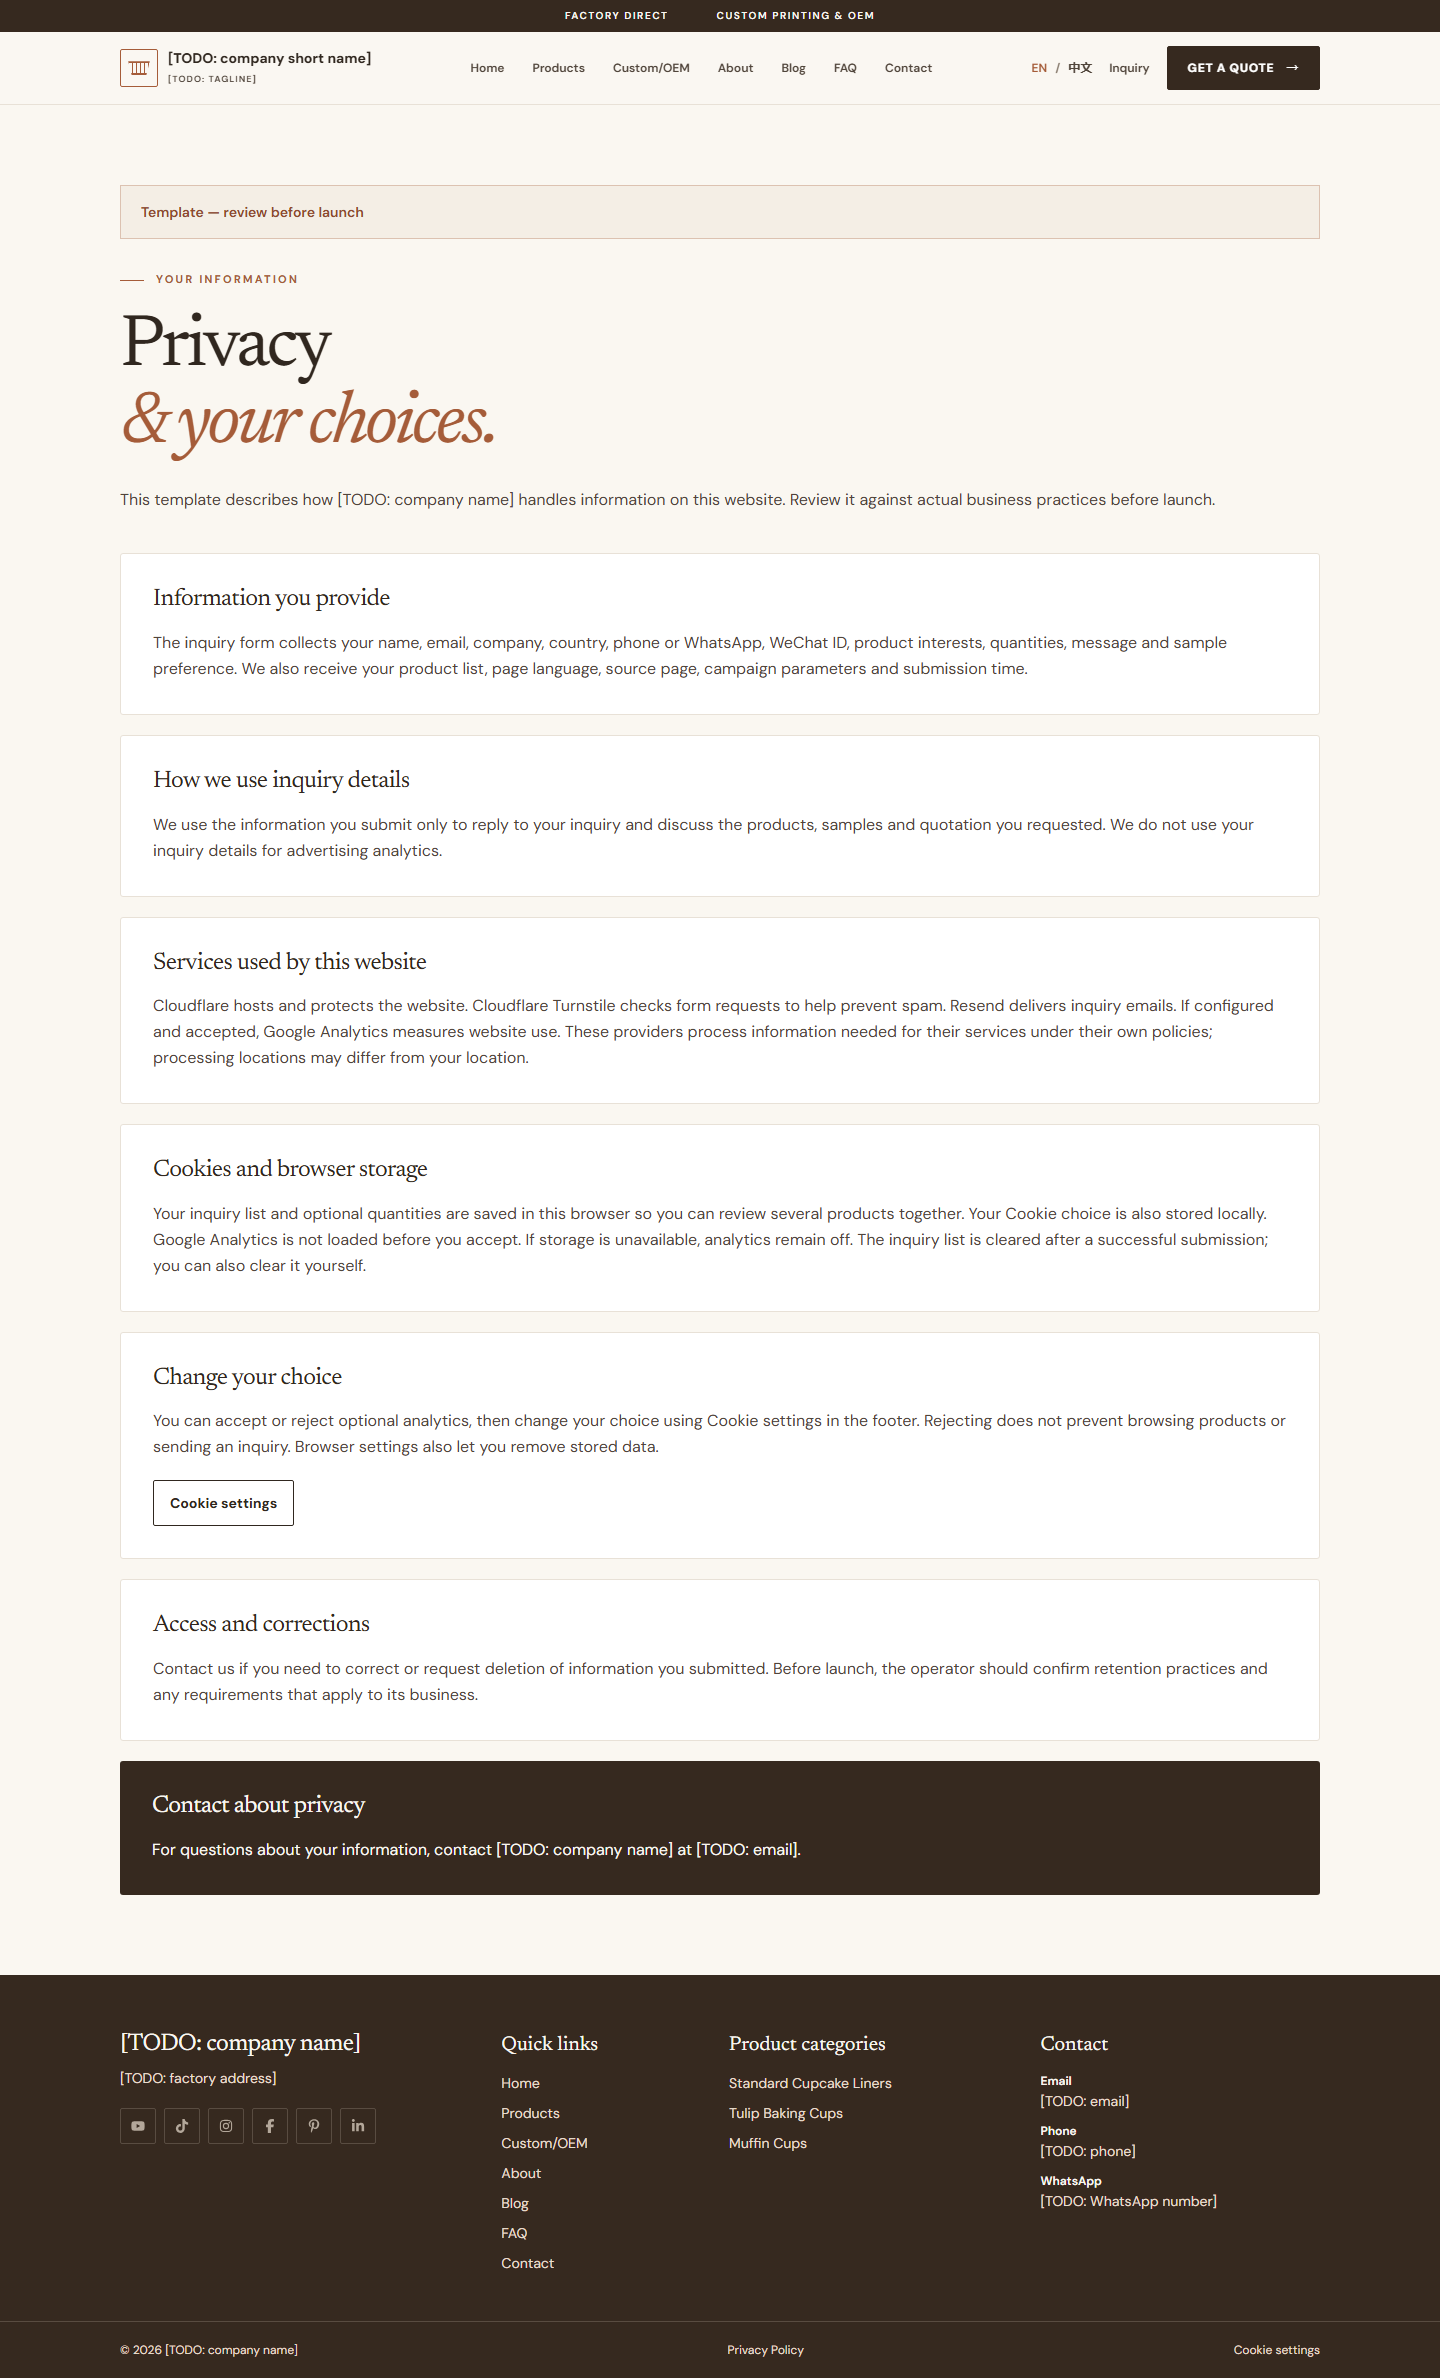 FACTORY DIRECT CUSTOM PRINTING & OEM
[TODO: company short name]
[TODO: TAGLINE]
Home Products Custom/OEM About Blog FAQ Contact
EN / 中文 Inquiry GET A QUOTE →
Template — review before launch
YOUR INFORMATION
Privacy
& your choices.
This template describes how [TODO: company name] handles information on this website. Review it against actual business practices before launch.
Information you provide
The inquiry form collects your name, email, company, country, phone or WhatsApp, WeChat ID, product interests, quantities, message and sample
preference. We also receive your product list, page language, source page, campaign parameters and submission time.
How we use inquiry details
We use the information you submit only to reply to your inquiry and discuss the products, samples and quotation you requested. We do not use your
inquiry details for advertising analytics.
Services used by this website
Cloudflare hosts and protects the website. Cloudflare Turnstile checks form requests to help prevent spam. Resend delivers inquiry emails. If configured
and accepted, Google Analytics measures website use. These providers process information needed for their services under their own policies;
processing locations may differ from your location.
Cookies and browser storage
Your inquiry list and optional quantities are saved in this browser so you can review several products together. Your Cookie choice is also stored locally.
Google Analytics is not loaded before you accept. If storage is unavailable, analytics remain off. The inquiry list is cleared after a successful submission;
you can also clear it yourself.
Change your choice
You can accept or reject optional analytics, then change your choice using Cookie settings in the footer. Rejecting does not prevent browsing products or
sending an inquiry. Browser settings also let you remove stored data.
Cookie settings
Access and corrections
Contact us if you need to correct or request deletion of information you submitted. Before launch, the operator should confirm retention practices and
any requirements that apply to its business.
Contact about privacy
For questions about your information, contact [TODO: company name] at [TODO: email].
[TODO: company name]
[TODO: factory address]
Quick links
Home
Products
Custom/OEM
About
Blog
FAQ
Contact
Product categories
Standard Cupcake Liners
Tulip Baking Cups
Muffin Cups
Contact
Email
[TODO: email]
Phone
[TODO: phone]
WhatsApp
[TODO: WhatsApp number]
© 2026 [TODO: company name]
Privacy Policy
Cookie settings